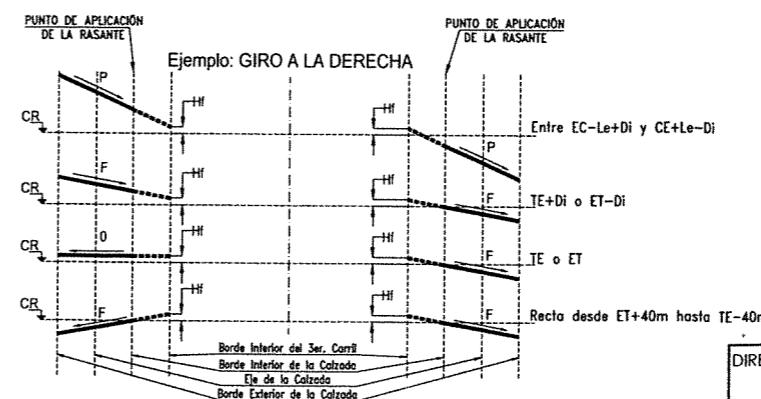 PUNTO DE APLICACIÓN
DE LA RASANTE
PUNTO DE APLICACIÓN
DE LA RASANTE
Ejemplo: GIRO A LA DERECHA
P
Hf
Hf
CR
Entre EC-Le+Di y CE+Le-Di
P
F
Hf
Hf
CR
F
TE+Di o ET-Di
0
Hf
Hf
CR
F
TE o ET
F
Hf
Hf
CR
F
Recta desde ET+40m hasta TE-40m
Borde Interior del 3er, Carril
Borde Interior de la Calzada
Eje de la Calzada
Borde Exterior de la Calzada
DIRE